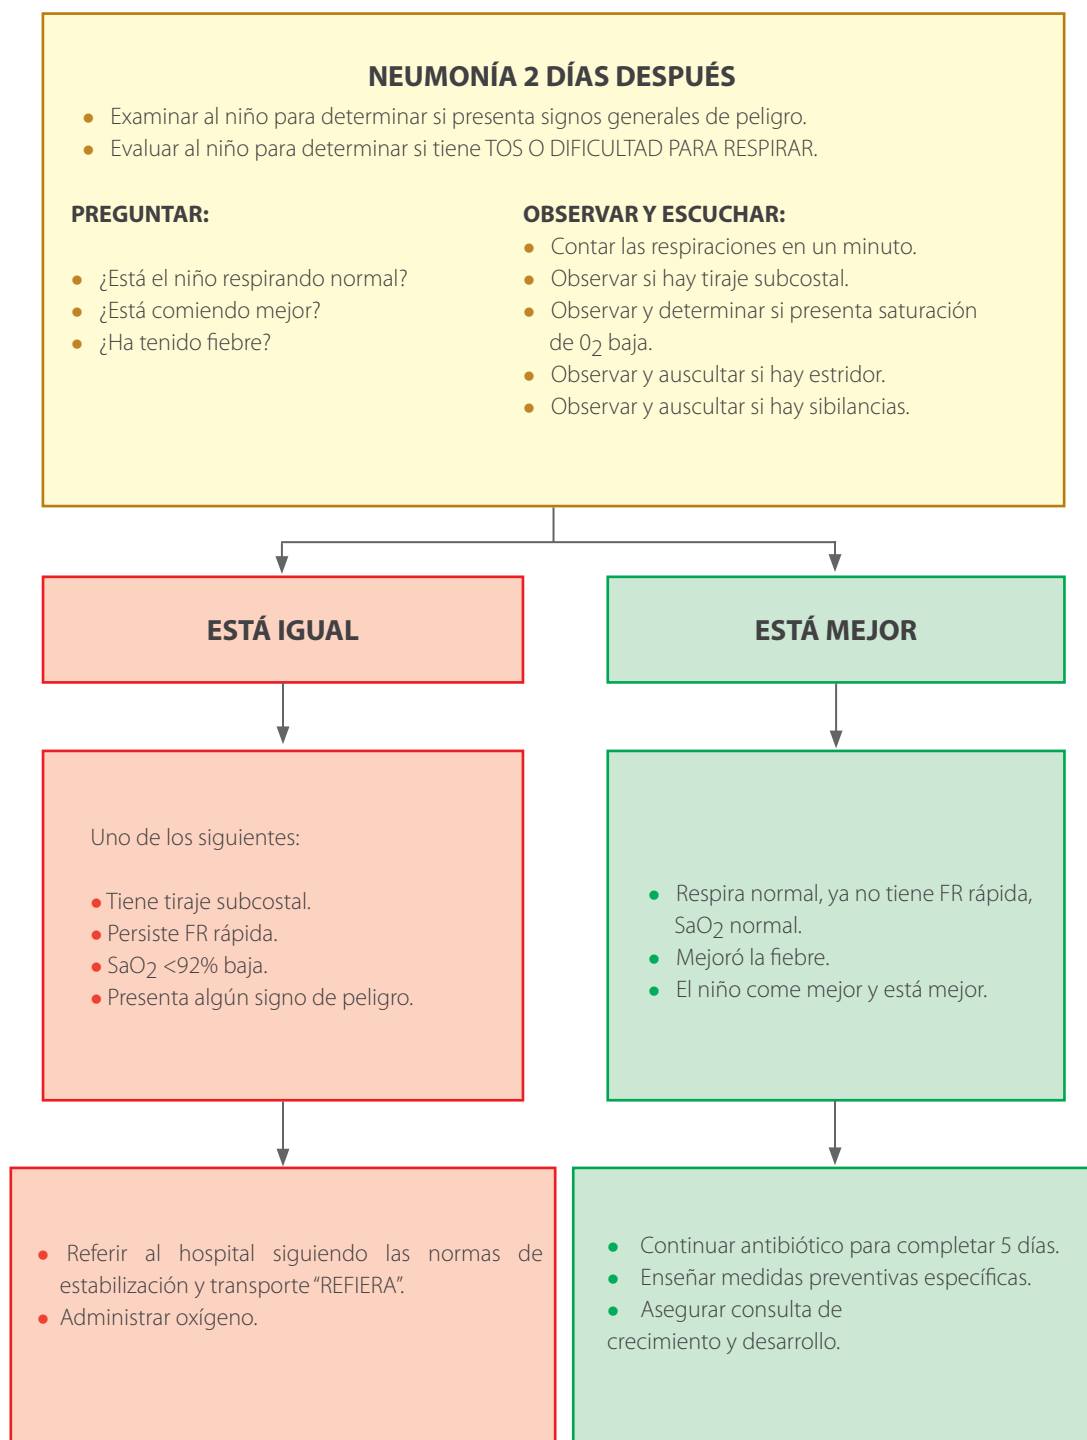 NEUMONÍA 2 DÍAS DESPUÉS
● Examinar al niño para determinar si presenta signos generales de peligro.
● Evaluar al niño para determinar si tiene TOS O DIFICULTAD PARA RESPIRAR.
PREGUNTAR:
● ¿Está el niño respirando normal?
● ¿Está comiendo mejor?
● ¿Ha tenido fiebre?
OBSERVAR Y ESCUCHAR:
● Contar las respiraciones en un minuto.
● Observar si hay tiraje subcostal.
● Observar y determinar si presenta saturación
de 0₂ baja.
● Observar y auscultar si hay estridor.
● Observar y auscultar si hay sibilancias.
ESTÁ IGUAL
Uno de los siguientes:
● Tiene tiraje subcostal.
● Persiste FR rápida.
● SaO₂ <92% baja.
● Presenta algún signo de peligro.
● Referir al hospital siguiendo las normas de
estabilización y transporte “REFIERA”.
● Administrar oxígeno.
ESTÁ MEJOR
● Respira normal, ya no tiene FR rápida,
SaO₂ normal.
● Mejoró la fiebre.
● El niño come mejor y está mejor.
● Continuar antibiótico para completar 5 días.
● Enseñar medidas preventivas específicas.
● Asegurar consulta de
crecimiento y desarrollo.